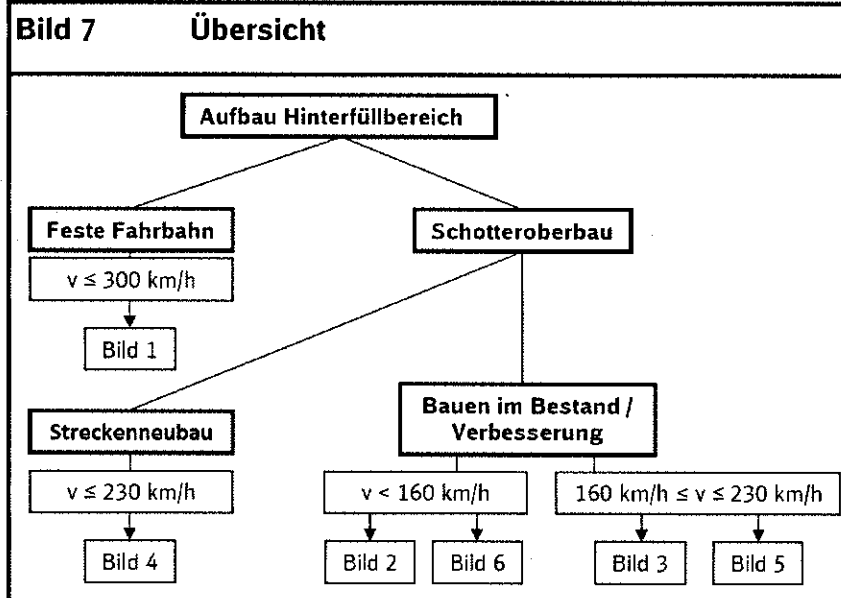 Bild 7 Übersicht
Aufbau Hinterfüllbereich
Feste Fahrbahn
Schotteroberbau
v ≤ 300 km/h
Bild 1
Streckenneubau
Bauen im Bestand /
Verbesserung
v ≤ 230 km/h
v < 160 km/h
160 km/h ≤ v ≤ 230 km/h
Bild 4
Bild 2
Bild 6
Bild 3
Bild 5